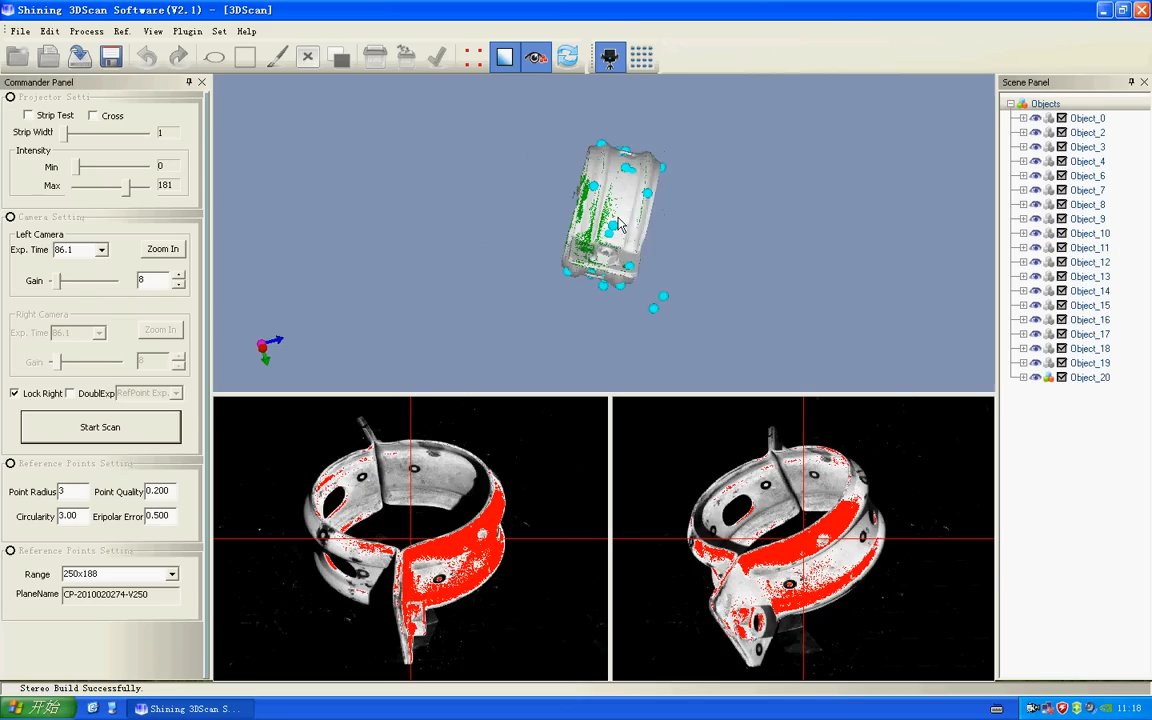 Shining 3DScan Software(V2.1) - [3DScan]
File Edit Process Ref. View Plugin Set Help
Commander Panel
Projector Setti
Strip Test Cross
Strip Width 1
Intensity
Min 0
Max 181
Camera Setting
Left Camera
Exp. Time 86.1 Zoom In
Gain 8
Right Camera
Exp. Time 86.1 Zoom In
Gain 8
Lock Right DoublExp RefPoint Exp.
Start Scan
Reference Points Setting
Point Radius 3 Point Quality 0.200
Circularity 3.00 Eripolar Error 0.500
Reference Points Setting
Range 250x188
PlaneName CP-2010020274-V250
Scene Panel
Objects
Object_0
Object_2
Object_3
Object_4
Object_6
Object_7
Object_8
Object_9
Object_10
Object_11
Object_12
Object_13
Object_14
Object_15
Object_16
Object_17
Object_18
Object_19
Object_20
Stereo Build Successfully.
开始 Shining 3DScan S... 11:18